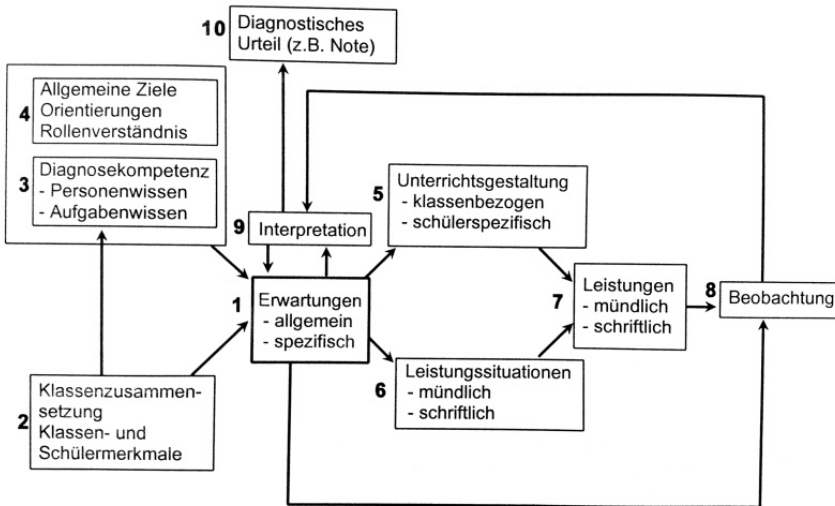 10
Diagnostisches
Urteil (z.B. Note)
4
Allgemeine Ziele
Orientierungen
Rollenverständnis
3
Diagnosekompetenz
- Personenwissen
- Aufgabenwissen
9
Interpretation
5
Unterrichtsgestaltung
- klassenbezogen
- schülerspezifisch
1
Erwartungen
- allgemein
- spezifisch
7
Leistungen
- mündlich
- schriftlich
8
Beobachtung
2
Klassenzusammen-
setzung
Klassen- und
Schülermerkmale
6
Leistungssituationen
- mündlich
- schriftlich